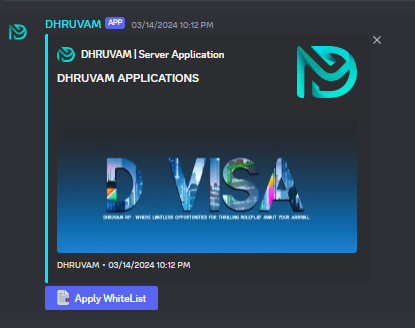 DHRUVAM APP 03/14/2024 10:12 PM
DHRUVAM | Server Application
DHRUVAM APPLICATIONS
D VISA
DHRUVAM RP WHERE LIMITLESS OPPORTUNITIES FOR THRILLING ROLEPLAY AWAIT YOUR ARRIVAL.
DHRUVAM • 03/14/2024 10:12 PM
Apply WhiteList